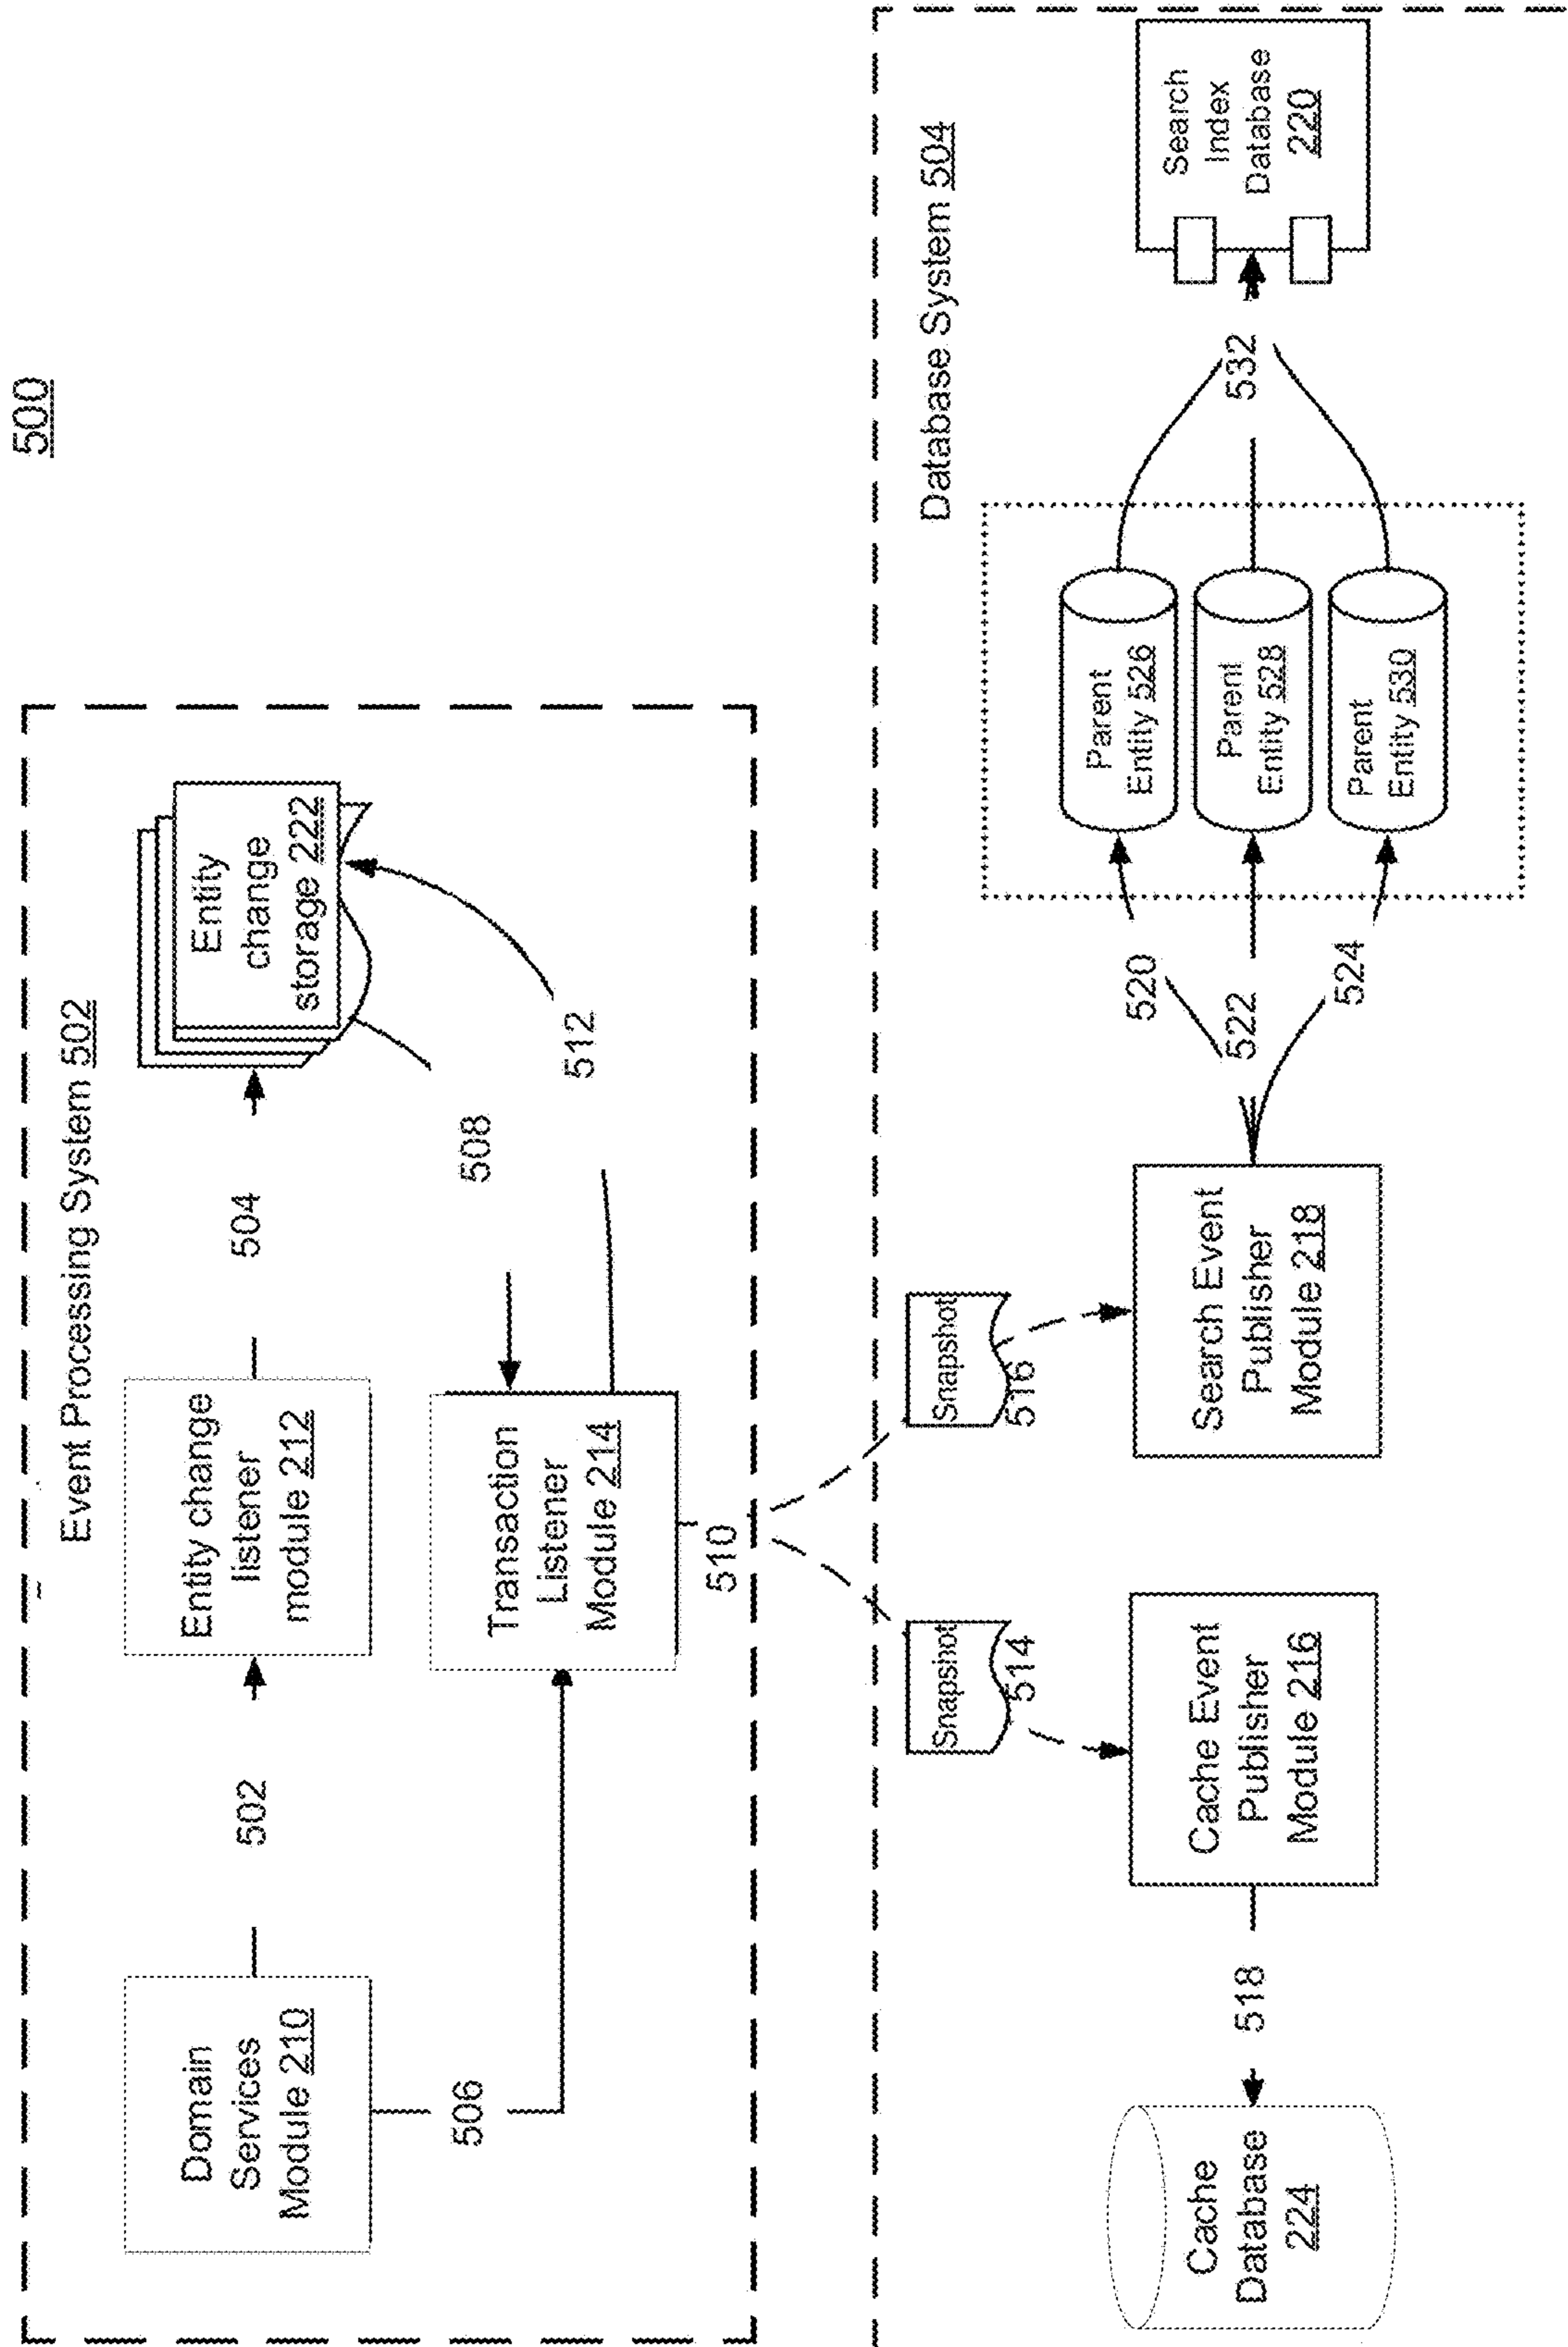 500
Event Processing System 502
Domain
Services
Module 210
502
Entity change
listener
module 212
504
Entity
change
storage 222
506
Transaction
Listener
Module 214
508
512
510
Database System 504
Snapshot
514
Snapshot
516
Cache
Database
224
518
Cache Event
Publisher
Module 216
Search Event
Publisher
Module 218
520
522
524
Parent
Entity 526
Parent
Entity 528
Parent
Entity 530
532
Search
Index
Database
220